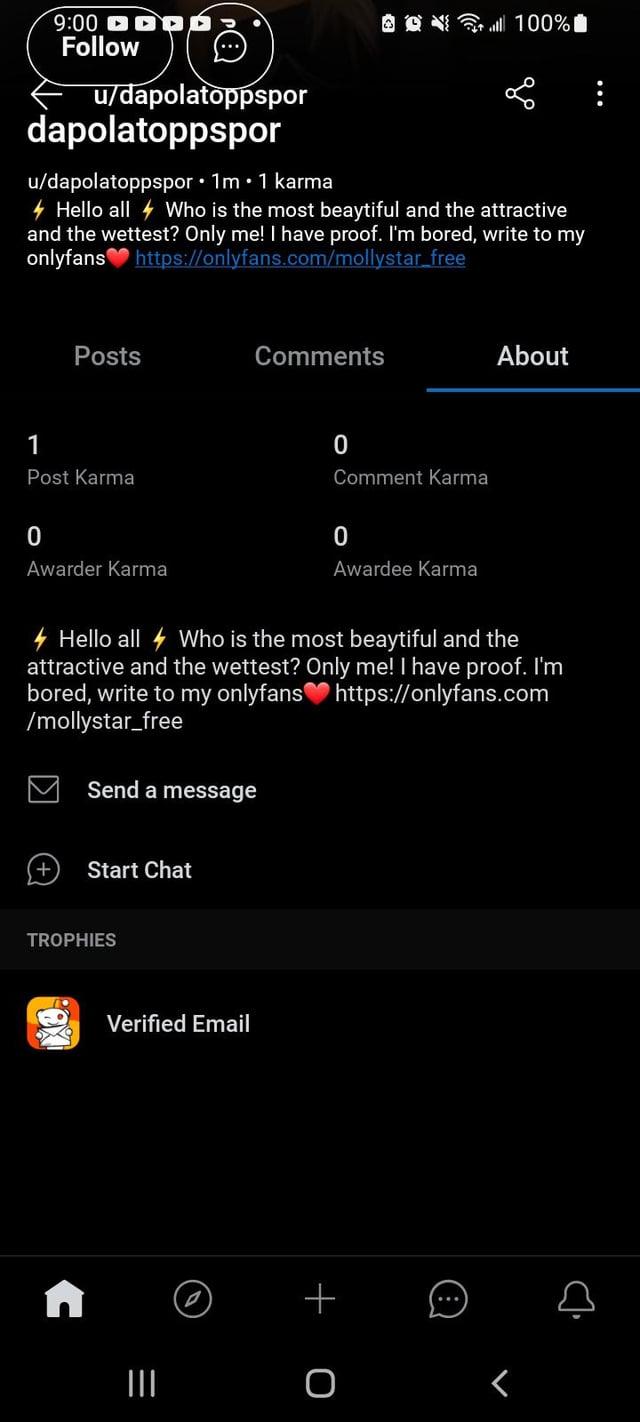 9:00 100%
Follow
u/dapolatoppspor
dapolatoppspor
u/dapolatoppspor • 1m • 1 karma
⚡ Hello all ⚡ Who is the most beaytiful and the attractive
and the wettest? Only me! I have proof. I'm bored, write to my
onlyfans❤️ https://onlyfans.com/mollystar_free
Posts Comments About
1 0
Post Karma Comment Karma
0 0
Awarder Karma Awardee Karma
⚡ Hello all ⚡ Who is the most beaytiful and the
attractive and the wettest? Only me! I have proof. I'm
bored, write to my onlyfans❤️ https://onlyfans.com
/mollystar_free
Send a message
Start Chat
TROPHIES
Verified Email